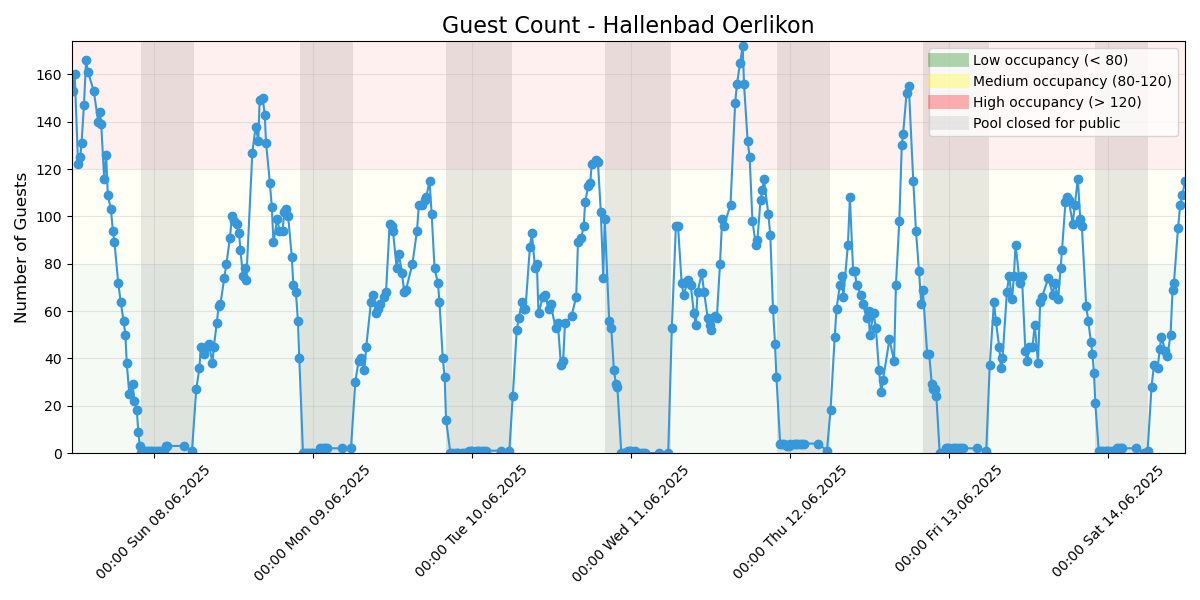 Guest Count - Hallenbad Oerlikon
Number of Guests
160
140
120
100
80
60
40
20
0
Low occupancy (< 80)
Medium occupancy (80-120)
High occupancy (> 120)
Pool closed for public
00:00 Sun 08.06.2025
00:00 Mon 09.06.2025
00:00 Tue 10.06.2025
00:00 Wed 11.06.2025
00:00 Thu 12.06.2025
00:00 Fri 13.06.2025
00:00 Sat 14.06.2025